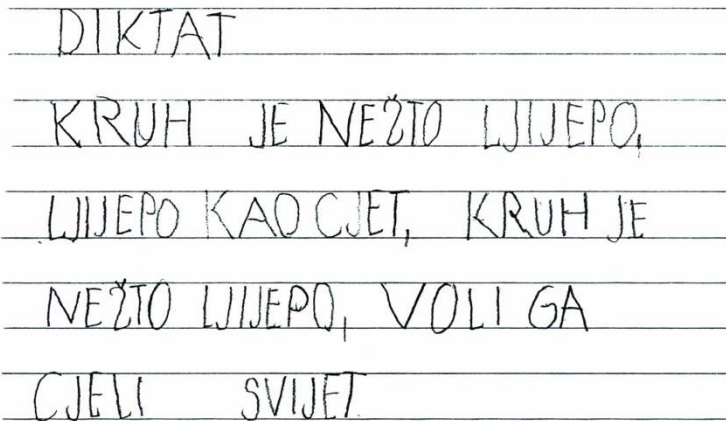 DIKTAT
KRUH JE NEŽTO LJIJEPO,
LJIJEPO KAO CJET, KRUH JE
NEŽTO LJIJEPO, VOLI GA
CJELI SVIJET